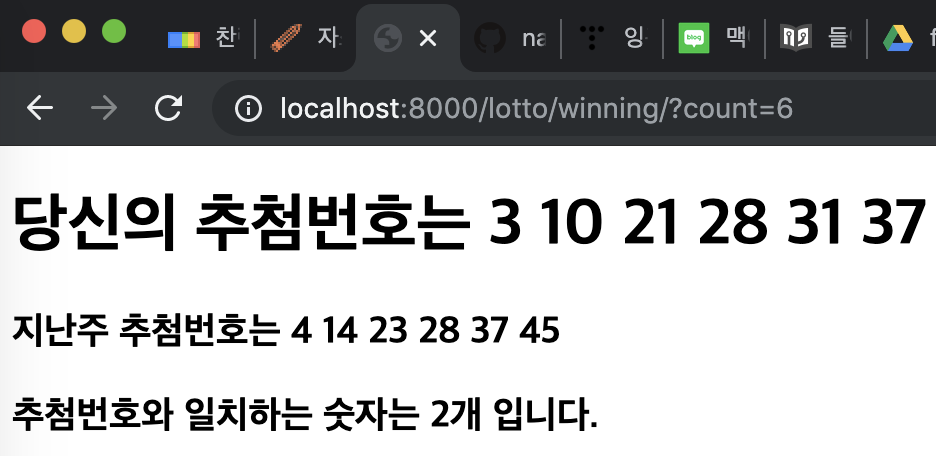 찬
자
na
잉
blog
맥
들
f
localhost:8000/lotto/winning/?count=6
당신의 추첨번호는 3 10 21 28 31 37
지난주 추첨번호는 4 14 23 28 37 45
추첨번호와 일치하는 숫자는 2개 입니다.